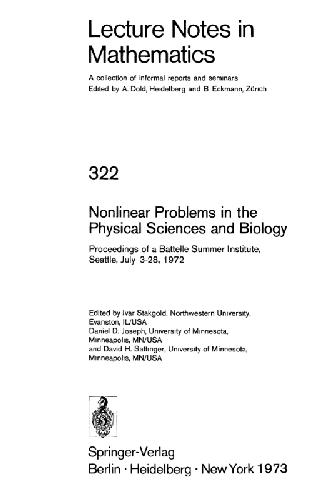 Lecture Notes in
Mathematics
A collection of informal reports and seminars
Edited by A. Dold, Heidelberg and B. Eckmann, Zürich
322
Nonlinear Problems in the
Physical Sciences and Biology
Proceedings of a Battelle Summer Institute,
Seattle, July 3-28, 1972
Edited by Ivar Stakgold, Northwestern University,
Evanston, IL/USA
Daniel D. Joseph, University of Minnesota,
Minneapolis, MN/USA
and David H. Sattinger, University of Minnesota,
Minneapolis, MN/USA
Springer-Verlag
Berlin · Heidelberg · New York 1973